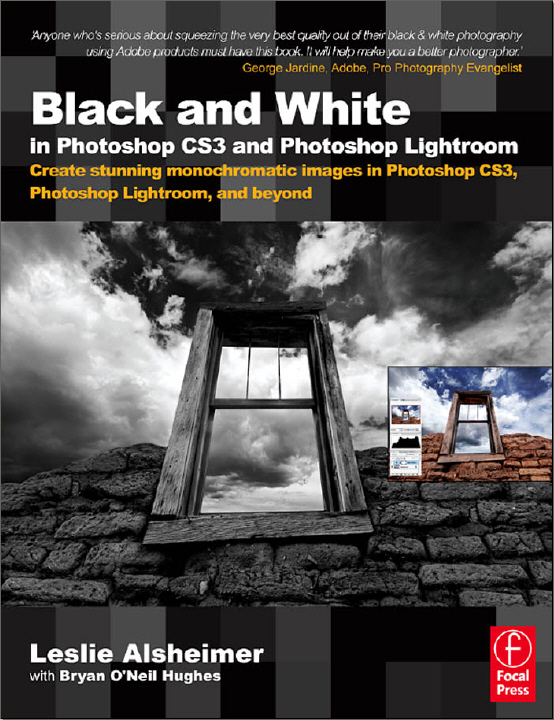 'Anyone who's serious about squeezing the very best quality out of their black & white photography
using Adobe products must have this book. It will help make you a better photographer.'
George Jardine, Adobe, Pro Photography Evangelist
Black and White
in Photoshop CS3 and Photoshop Lightroom
Create stunning monochromatic images in Photoshop CS3,
Photoshop Lightroom, and beyond
Leslie Alsheimer
with Bryan O'Neil Hughes
f
Focal
Press